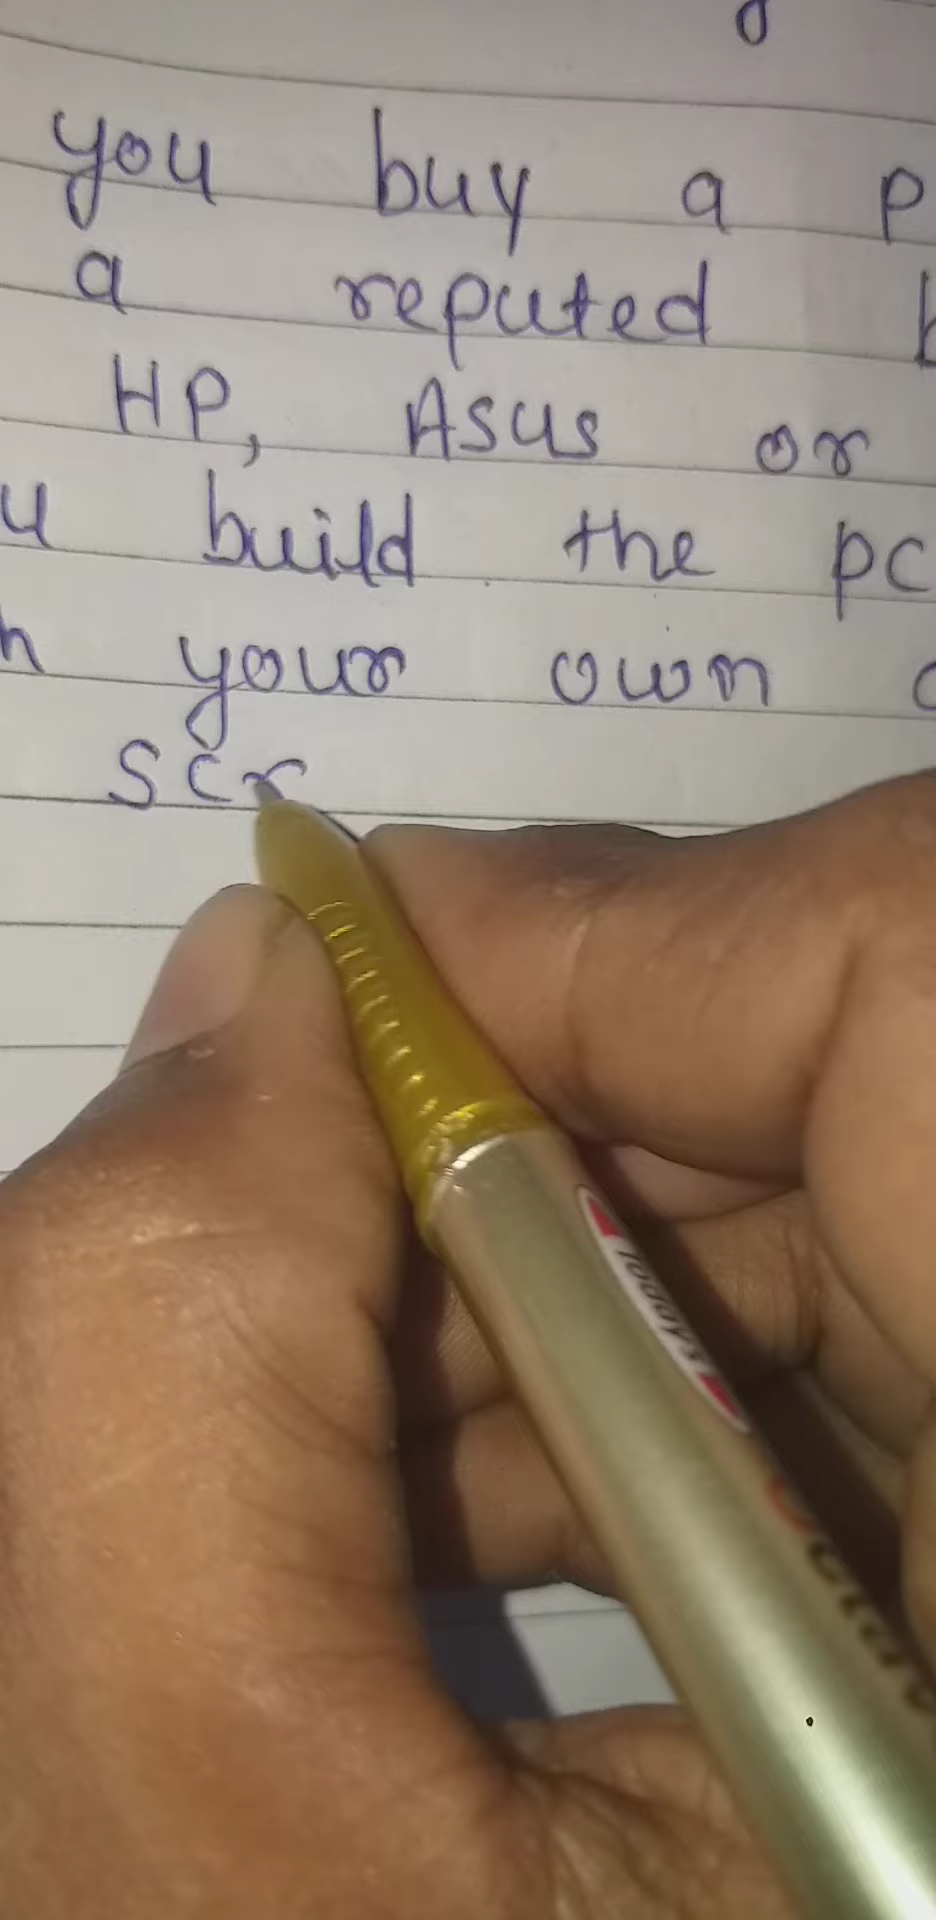 you buy a p
a reputed b
HP, Asus or
u build the pc
h your own
scr